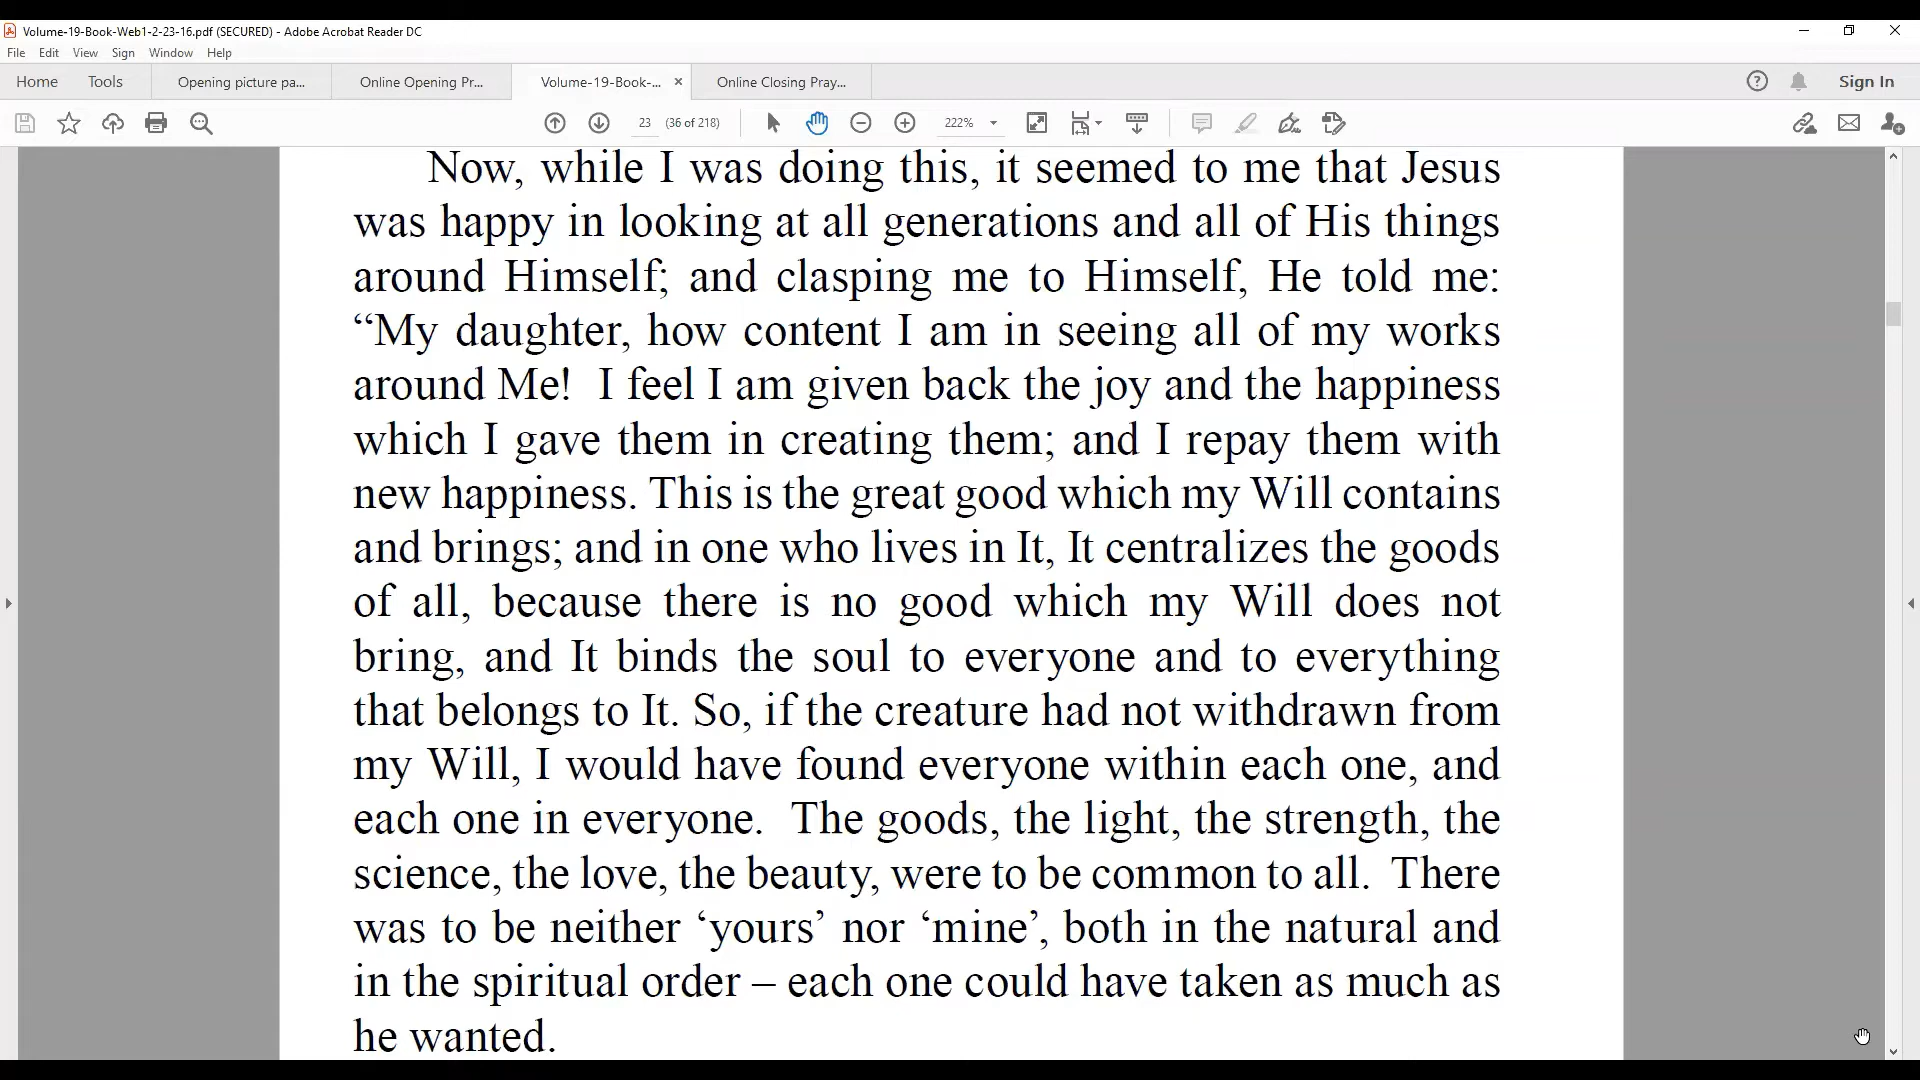 Volume-19-Book-Web1-2-23-16.pdf (SECURED) - Adobe Acrobat Reader DC
File Edit View Sign Window Help
Home Tools Opening picture pa... Online Opening Pr... Volume-19-Book-... × Online Closing Pray... Sign In
23 (36 of 218) 222%
Now, while I was doing this, it seemed to me that Jesus
was happy in looking at all generations and all of His things
around Himself; and clasping me to Himself, He told me:
“My daughter, how content I am in seeing all of my works
around Me!  I feel I am given back the joy and the happiness
which I gave them in creating them; and I repay them with
new happiness. This is the great good which my Will contains
and brings; and in one who lives in It, It centralizes the goods
of all, because there is no good which my Will does not
bring, and It binds the soul to everyone and to everything
that belongs to It. So, if the creature had not withdrawn from
my Will, I would have found everyone within each one, and
each one in everyone.  The goods, the light, the strength, the
science, the love, the beauty, were to be common to all.  There
was to be neither ‘yours’ nor ‘mine’, both in the natural and
in the spiritual order – each one could have taken as much as
he wanted.